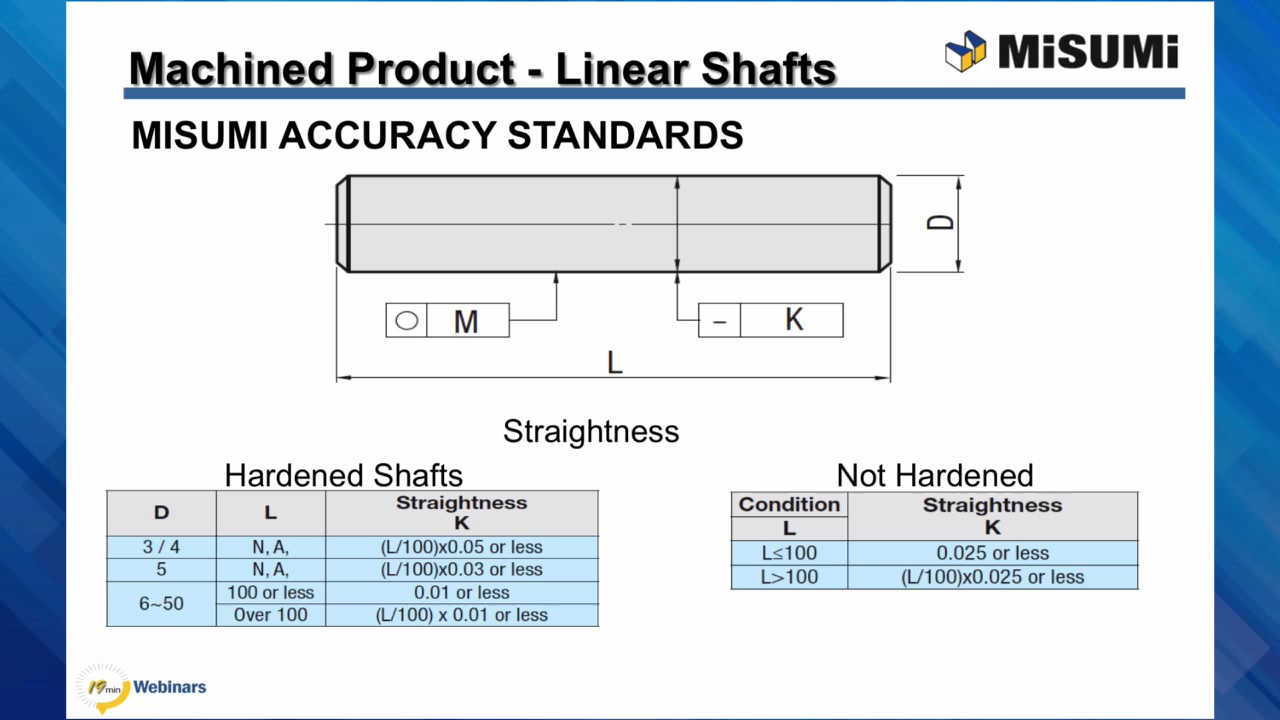 Machined Product - Linear Shafts
MiSUMi
MISUMI ACCURACY STANDARDS
D
M
K
L
Straightness
Hardened Shafts
D L Straightness K
3 / 4 N, A, (L/100)x0.05 or less
5 N, A, (L/100)x0.03 or less
6~50 100 or less 0.01 or less
Over 100 (L/100) x 0.01 or less
Not Hardened
Condition Straightness
L K
L≤100 0.025 or less
L>100 (L/100)x0.025 or less
19min Webinars